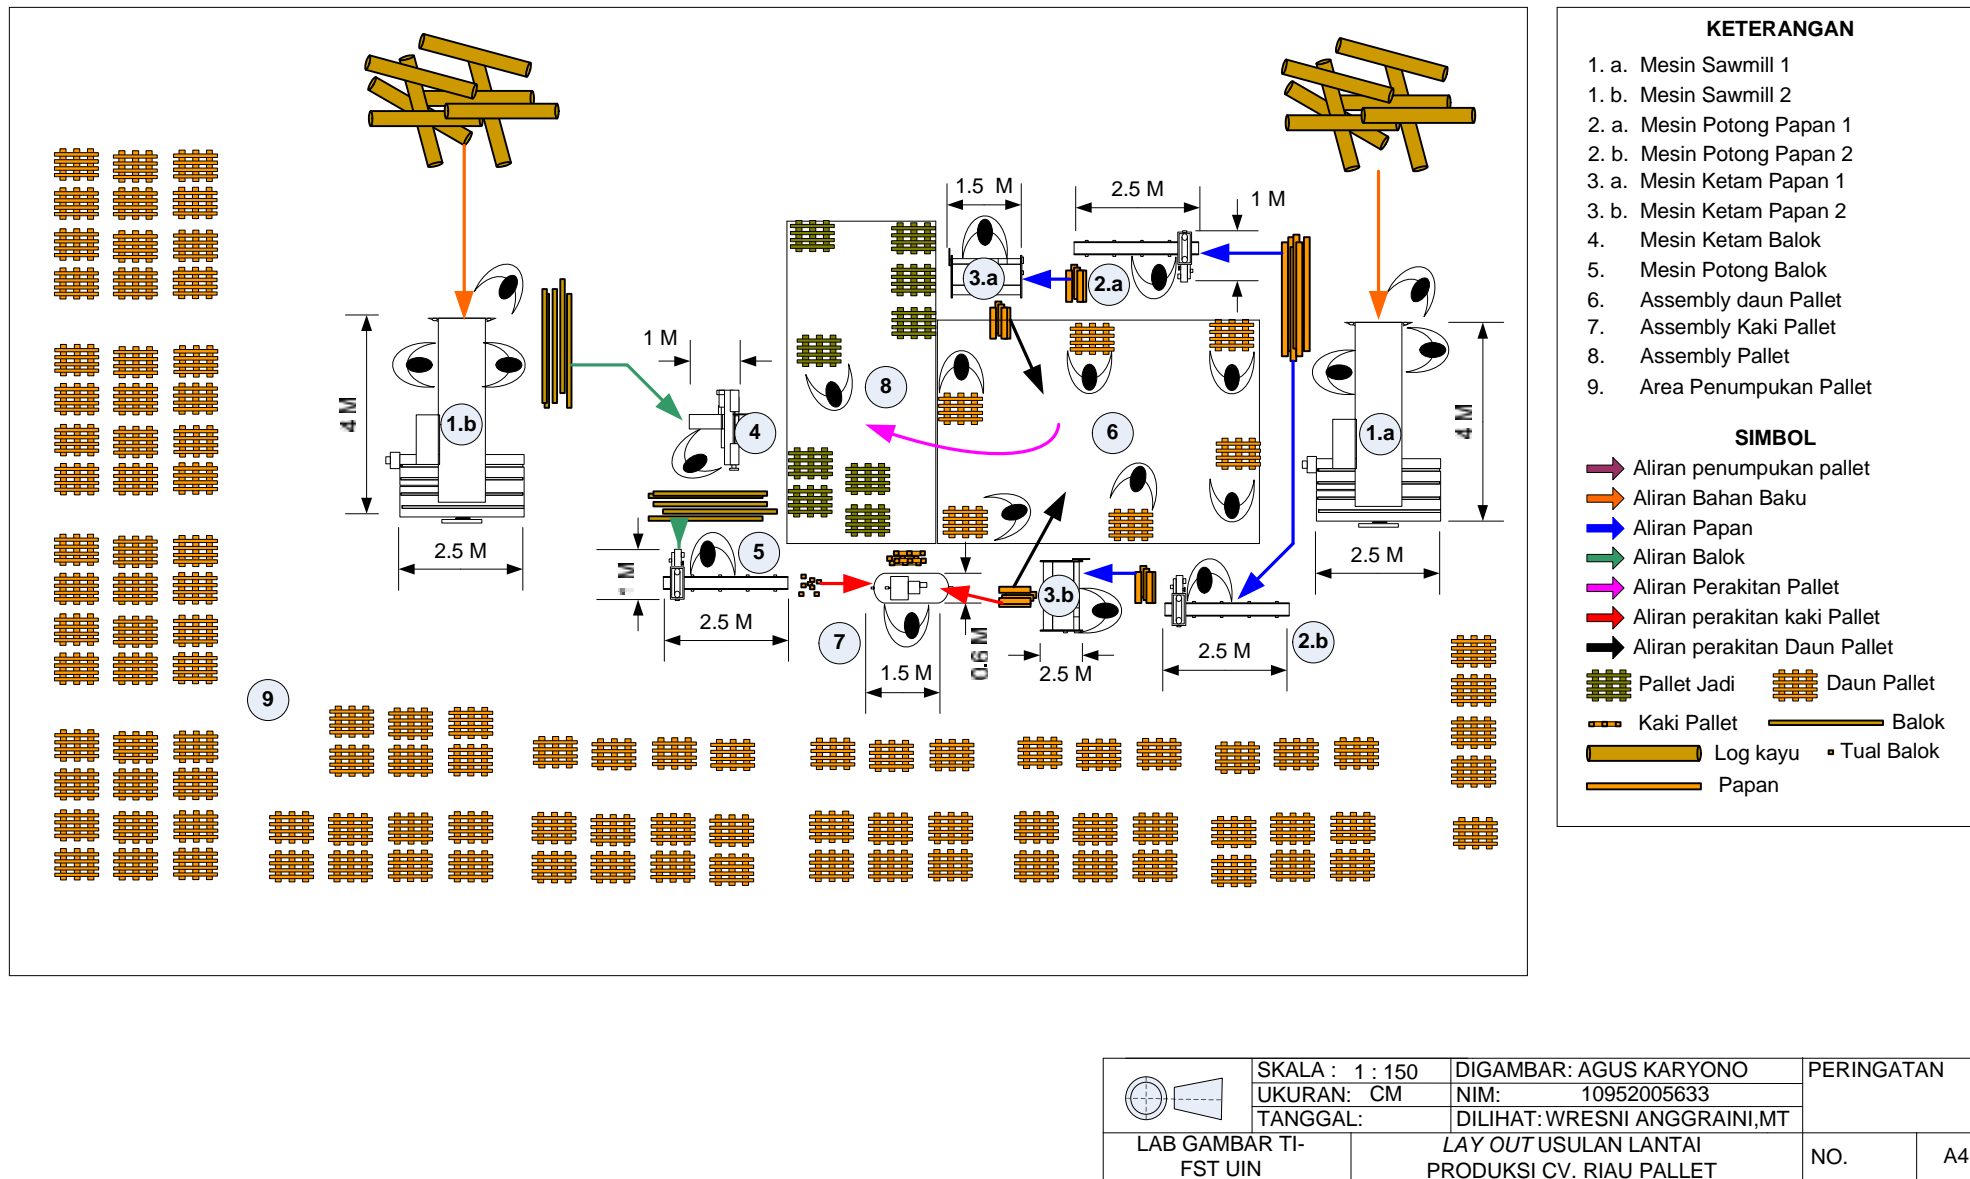 KETERANGAN
1. a. Mesin Sawmill 1
1. b. Mesin Sawmill 2
2. a. Mesin Potong Papan 1
2. b. Mesin Potong Papan 2
3. a. Mesin Ketam Papan 1
3. b. Mesin Ketam Papan 2
4. Mesin Ketam Balok
5. Mesin Potong Balok
6. Assembly daun Pallet
7. Assembly Kaki Pallet
8. Assembly Pallet
9. Area Penumpukan Pallet
SIMBOL
Aliran penumpukan pallet
Aliran Bahan Baku
Aliran Papan
Aliran Balok
Aliran Perakitan Pallet
Aliran perakitan kaki Pallet
Aliran perakitan Daun Pallet
Pallet Jadi Daun Pallet
Kaki Pallet Balok
Log kayu Tual Balok
Papan
1.5 M
2.5 M
1 M
3.a
2.a
1 M
4 M
1.b
4
8
6
1.a
4 M
2.5 M
5
1 M
2.5 M
7
1.5 M
0.6 M
3.b
2.5 M
2.5 M
2.b
2.5 M
9
SKALA : 1 : 150
UKURAN: CM
TANGGAL:
DIGAMBAR: AGUS KARYONO
NIM: 10952005633
DILIHAT: WRESNI ANGGRAINI,MT
PERINGATAN
LAB GAMBAR TI-
FST UIN
LAY OUT USULAN LANTAI
PRODUKSI CV. RIAU PALLET
NO.
A4